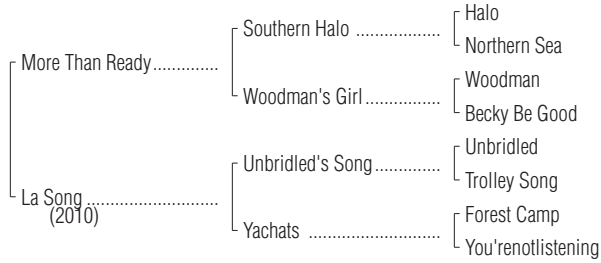 Halo
Southern Halo ..................
Northern Sea
More Than Ready..............
Woodman
Woodman's Girl................
Becky Be Good
Unbridled
Unbridled's Song..............
Trolley Song
La Song ............................
(2010)
Forest Camp
Yachats ............................
You'renotlistening